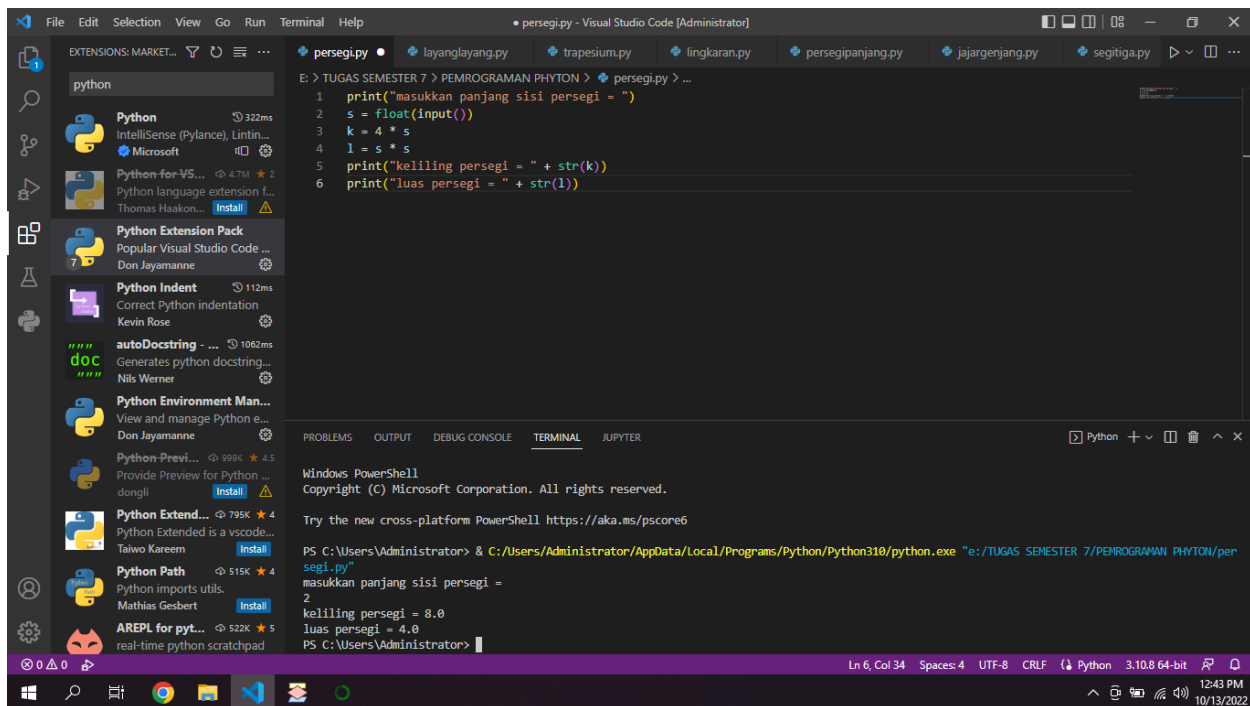 File Edit Selection View Go Run Terminal Help
● persegi.py - Visual Studio Code [Administrator]
EXTENSIONS: MARKET...
python
Python 322ms
IntelliSense (Pylance), Lintin...
Microsoft
Python for VS... 4.7M ★ 2
Python language extension f...
Thomas Haakon... Install
Python Extension Pack
Popular Visual Studio Code ...
7 Don Jayamanne
Python Indent 112ms
Correct Python indentation
Kevin Rose
autoDocstring - ... 1062ms
""" doc """
Generates python docstring...
Nils Werner
Python Environment Man...
View and manage Python e...
Don Jayamanne
Python Previ... 999K ★ 4.5
Provide Preview for Python ...
dongli Install
Python Extend... 795K ★ 4
Python Extended is a vscode...
Taiwo Kareem Install
Python Path 515K ★ 4
Python imports utils.
Mathias Gesbert Install
AREPL for pyt... 522K ★ 5
real-time python scratchpad
persegi.py ● layanglayang.py trapesium.py lingkaran.py persegipanjang.py jajargenjang.py segitiga.py
E: > TUGAS SEMESTER 7 > PEMROGRAMAN PHYTON > persegi.py > ...
1 print("masukkan panjang sisi persegi = ")
2 s = float(input())
3 k = 4 * s
4 l = s * s
5 print("keliling persegi = " + str(k))
6 print("luas persegi = " + str(l))
PROBLEMS OUTPUT DEBUG CONSOLE TERMINAL JUPYTER
Python
Windows PowerShell
Copyright (C) Microsoft Corporation. All rights reserved.
Try the new cross-platform PowerShell https://aka.ms/pscore6
PS C:\Users\Administrator> & C:/Users/Administrator/AppData/Local/Programs/Python/Python310/python.exe "e:/TUGAS SEMESTER 7/PEMROGRAMAN PHYTON/per
segi.py"
masukkan panjang sisi persegi =
2
keliling persegi = 8.0
luas persegi = 4.0
PS C:\Users\Administrator>
0 0 Ln 6, Col 34 Spaces: 4 UTF-8 CRLF Python 3.10.8 64-bit
12:43 PM
10/13/2022